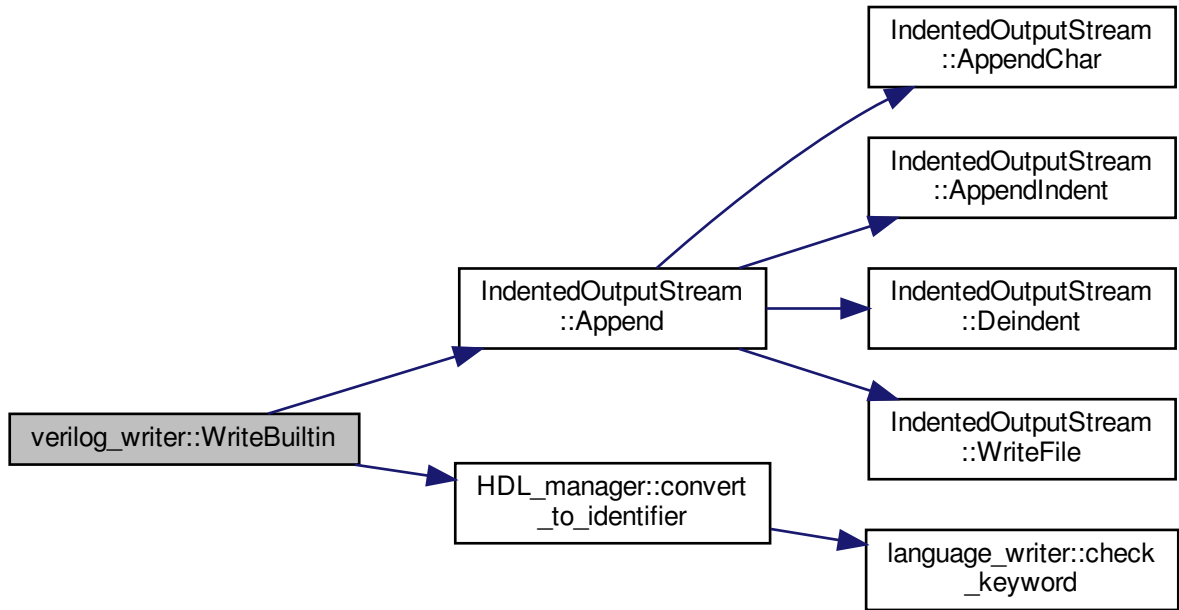 IndentedOutputStream
::AppendChar
IndentedOutputStream
::AppendIndent
IndentedOutputStream
::Append
IndentedOutputStream
::Deindent
IndentedOutputStream
::WriteFile
verilog_writer::WriteBuiltin
HDL_manager::convert
_to_identifier
language_writer::check
_keyword